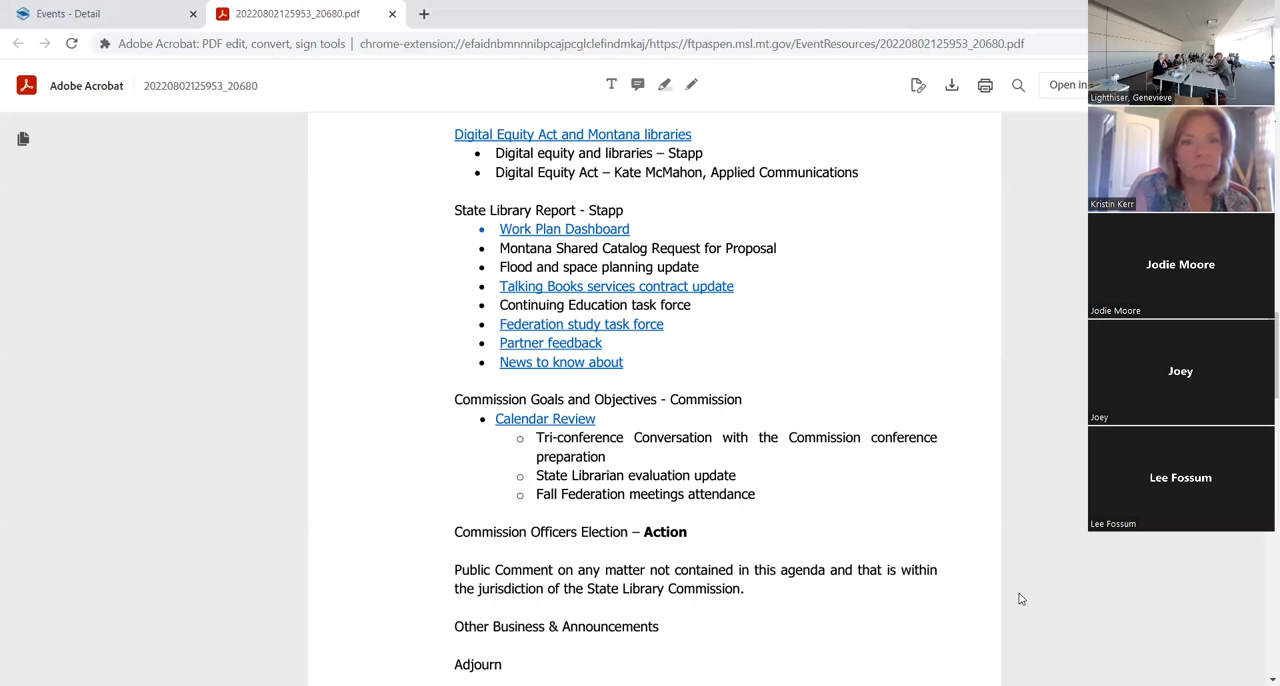 Events - Detail
20220802125953_20680.pdf
Adobe Acrobat: PDF edit, convert, sign tools | chrome-extension://efaidnbmnnnibpcajpcglclefindmkaj/https://ftpaspen.msl.mt.gov/EventResources/20220802125953_20680.pdf
Adobe Acrobat
20220802125953_20680
Open in
Digital Equity Act and Montana libraries
• Digital equity and libraries – Stapp
• Digital Equity Act – Kate McMahon, Applied Communications
State Library Report - Stapp
• Work Plan Dashboard
• Montana Shared Catalog Request for Proposal
• Flood and space planning update
• Talking Books services contract update
• Continuing Education task force
• Federation study task force
• Partner feedback
• News to know about
Commission Goals and Objectives - Commission
• Calendar Review
o Tri-conference Conversation with the Commission conference
preparation
o State Librarian evaluation update
o Fall Federation meetings attendance
Commission Officers Election – Action
Public Comment on any matter not contained in this agenda and that is within
the jurisdiction of the State Library Commission.
Other Business & Announcements
Adjourn
Lighthiser, Genevieve
Kristin Kerr
Jodie Moore
Jodie Moore
Joey
Joey
Lee Fossum
Lee Fossum